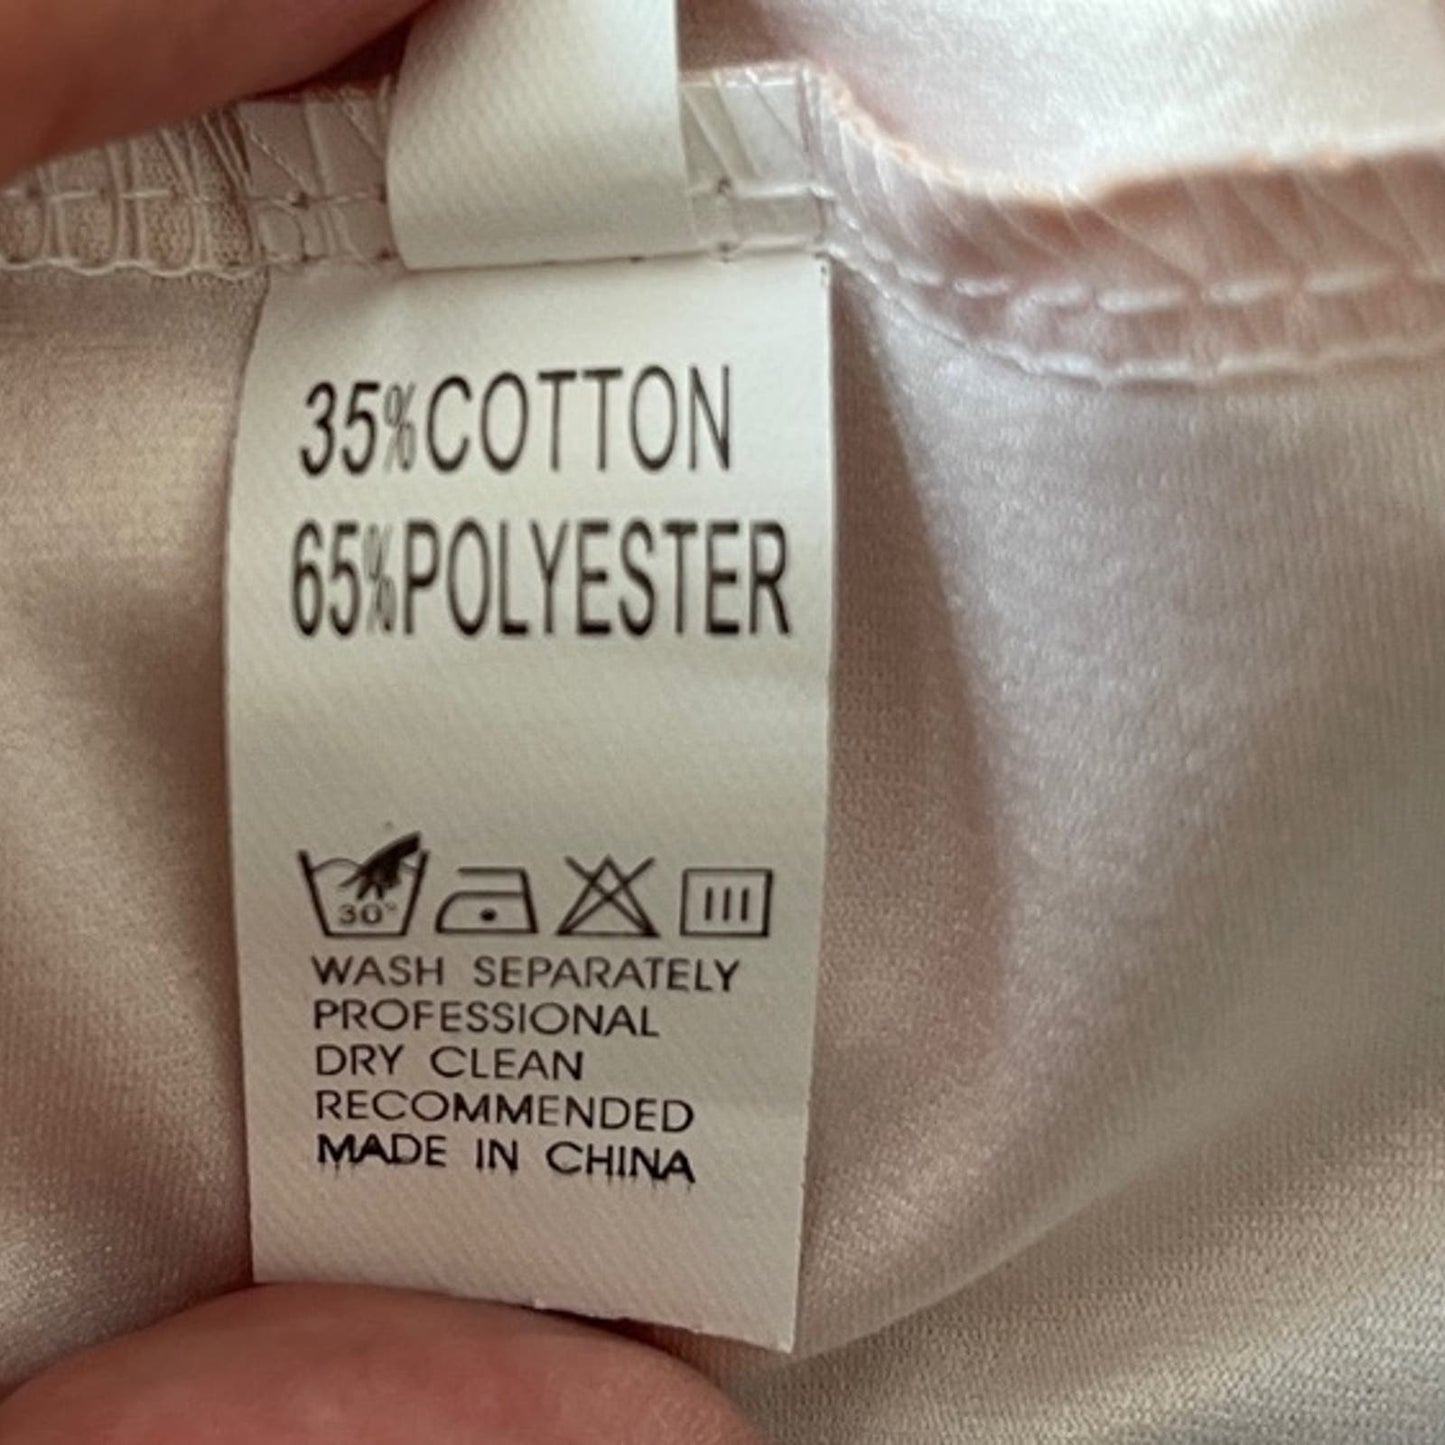 35%COTTON
65%POLYESTER
30°
WASH SEPARATELY
PROFESSIONAL
DRY CLEAN
RECOMMENDED
MADE IN CHINA